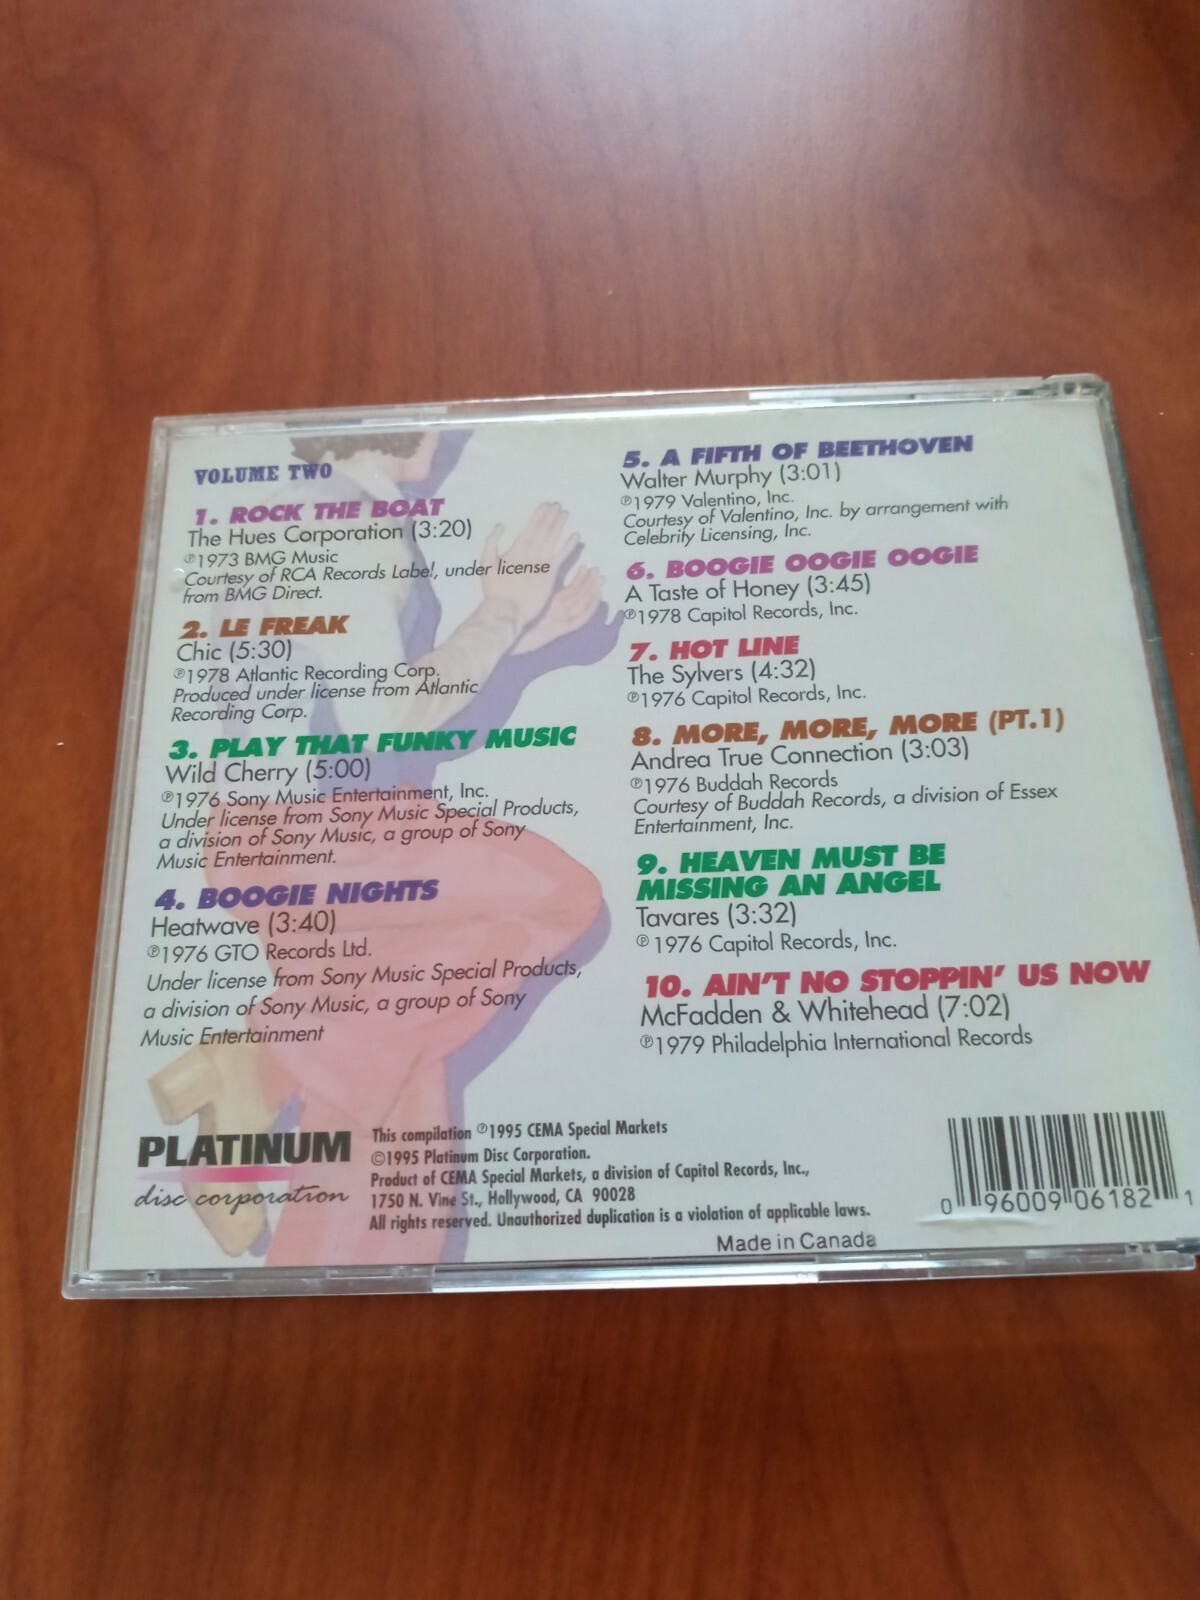 VOLUME TWO
1. ROCK THE BOAT
The Hues Corporation (3:20)
℗1973 BMG Music
Courtesy of RCA Records Label, under license
from BMG Direct.
2. LE FREAK
Chic (5:30)
℗1978 Atlantic Recording Corp.
Produced under license from Atlantic
Recording Corp.
3. PLAY THAT FUNKY MUSIC
Wild Cherry (5:00)
℗1976 Sony Music Entertainment, Inc.
Under license from Sony Music Special Products,
a division of Sony Music, a group of Sony
Music Entertainment.
4. BOOGIE NIGHTS
Heatwave (3:40)
℗1976 GTO Records Ltd.
Under license from Sony Music Special Products,
a division of Sony Music, a group of Sony
Music Entertainment
5. A FIFTH OF BEETHOVEN
Walter Murphy (3:01)
℗1979 Valentino, Inc.
Courtesy of Valentino, Inc. by arrangement with
Celebrity Licensing, Inc.
6. BOOGIE OOGIE OOGIE
A Taste of Honey (3:45)
℗1978 Capitol Records, Inc.
7. HOT LINE
The Sylvers (4:32)
℗1976 Capitol Records, Inc.
8. MORE, MORE, MORE (PT.1)
Andrea True Connection (3:03)
℗1976 Buddah Records
Courtesy of Buddah Records, a division of Essex
Entertainment, Inc.
9. HEAVEN MUST BE
MISSING AN ANGEL
Tavares (3:32)
℗1976 Capitol Records, Inc.
10. AIN'T NO STOPPIN' US NOW
McFadden & Whitehead (7:02)
℗1979 Philadelphia International Records
PLATINUM
disc corporation
This compilation ℗1995 CEMA Special Markets
©1995 Platinum Disc Corporation.
Product of CEMA Special Markets, a division of Capitol Records, Inc.,
1750 N. Vine St., Hollywood, CA 90028
All rights reserved. Unauthorized duplication is a violation of applicable laws.
Made in Canada
0 96009 06182 1